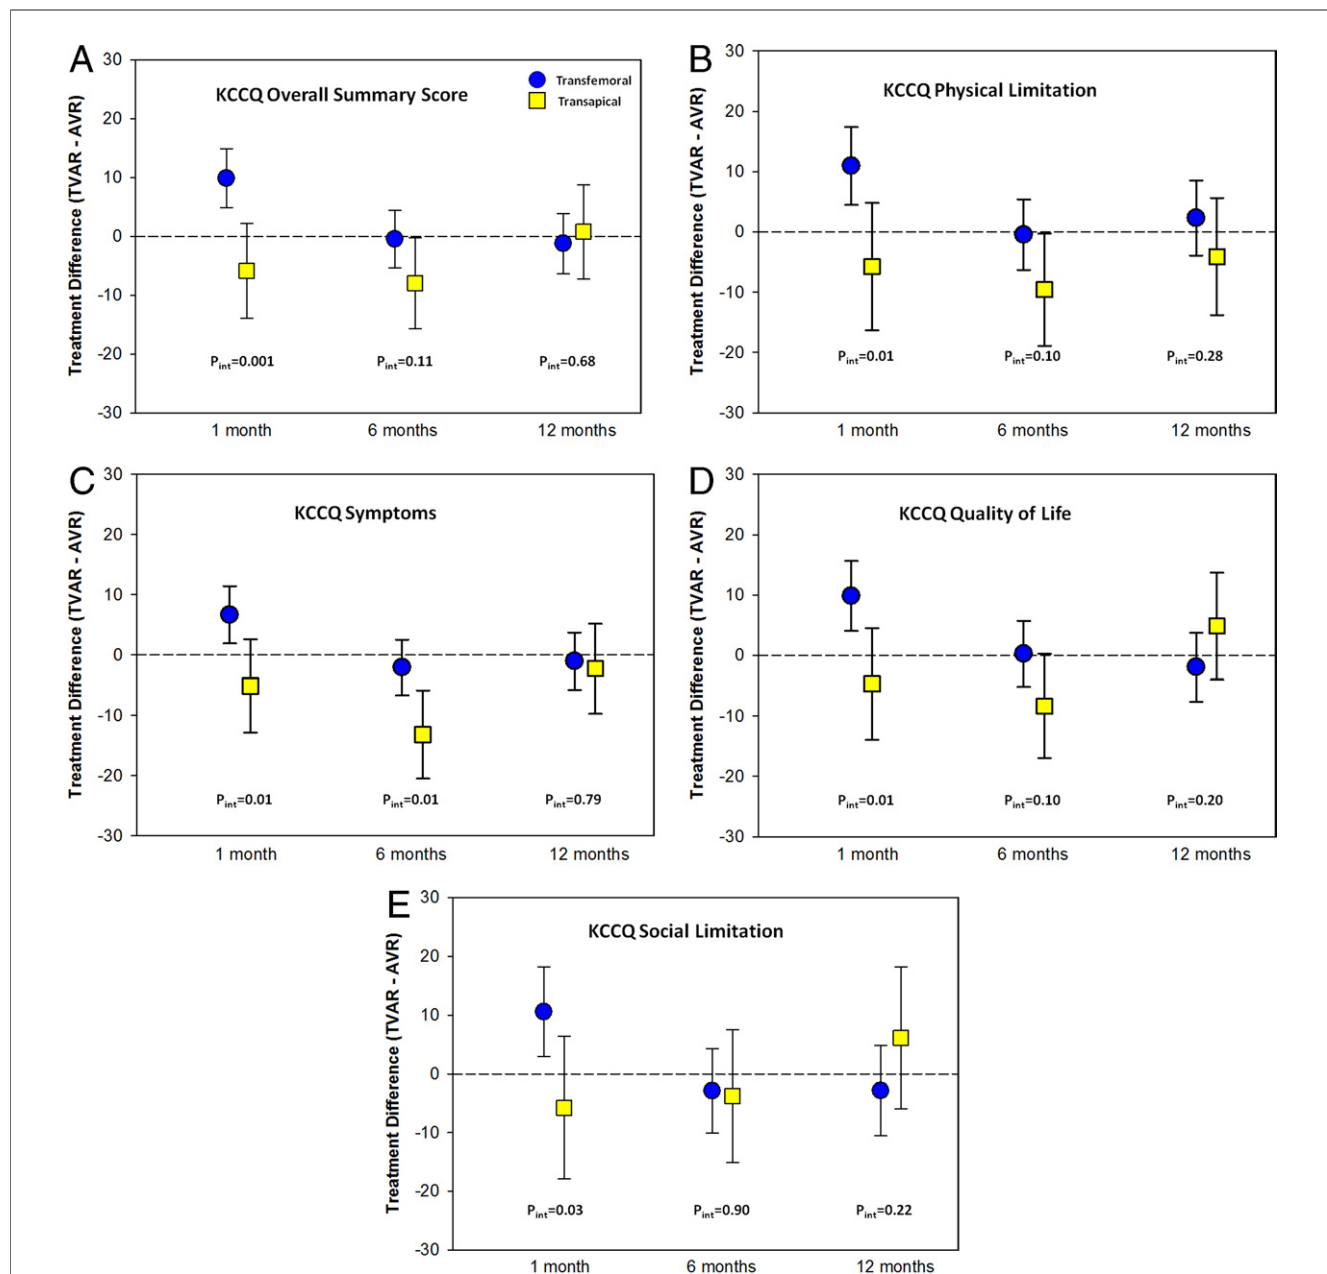 A
KCCQ Overall Summary Score
Transfemoral
Transapical
Treatment Difference (TVAR - AVR)
30
20
10
0
-10
-20
-30
Pint=0.001
Pint=0.11
Pint=0.68
1 month
6 months
12 months
B
KCCQ Physical Limitation
Treatment Difference (TVAR - AVR)
30
20
10
0
-10
-20
-30
Pint=0.01
Pint=0.10
Pint=0.28
1 month
6 months
12 months
C
KCCQ Symptoms
Treatment Difference (TVAR - AVR)
30
20
10
0
-10
-20
-30
Pint=0.01
Pint=0.01
Pint=0.79
1 month
6 months
12 months
D
KCCQ Quality of Life
Treatment Difference (TVAR - AVR)
30
20
10
0
-10
-20
-30
Pint=0.01
Pint=0.10
Pint=0.20
1 month
6 months
12 months
E
KCCQ Social Limitation
Treatment Difference (TVAR - AVR)
30
20
10
0
-10
-20
-30
Pint=0.03
Pint=0.90
Pint=0.22
1 month
6 months
12 months